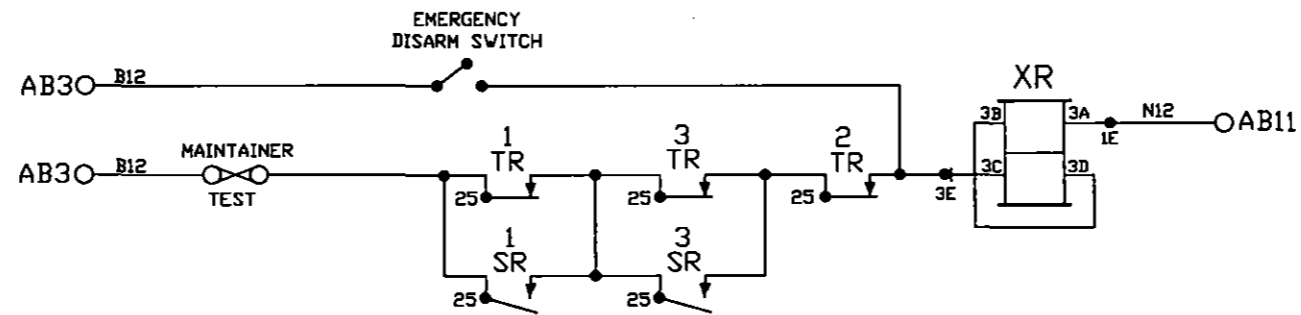 EMERGENCY
DISARM SWITCH
XR
AB3 B12
3B 3A N12 AB11
1E
MAINTAINER
TEST
AB3 B12
1
TR
3
TR
2
TR
3C 3D
25 25 25 3E
1
SR
3
SR
25 25